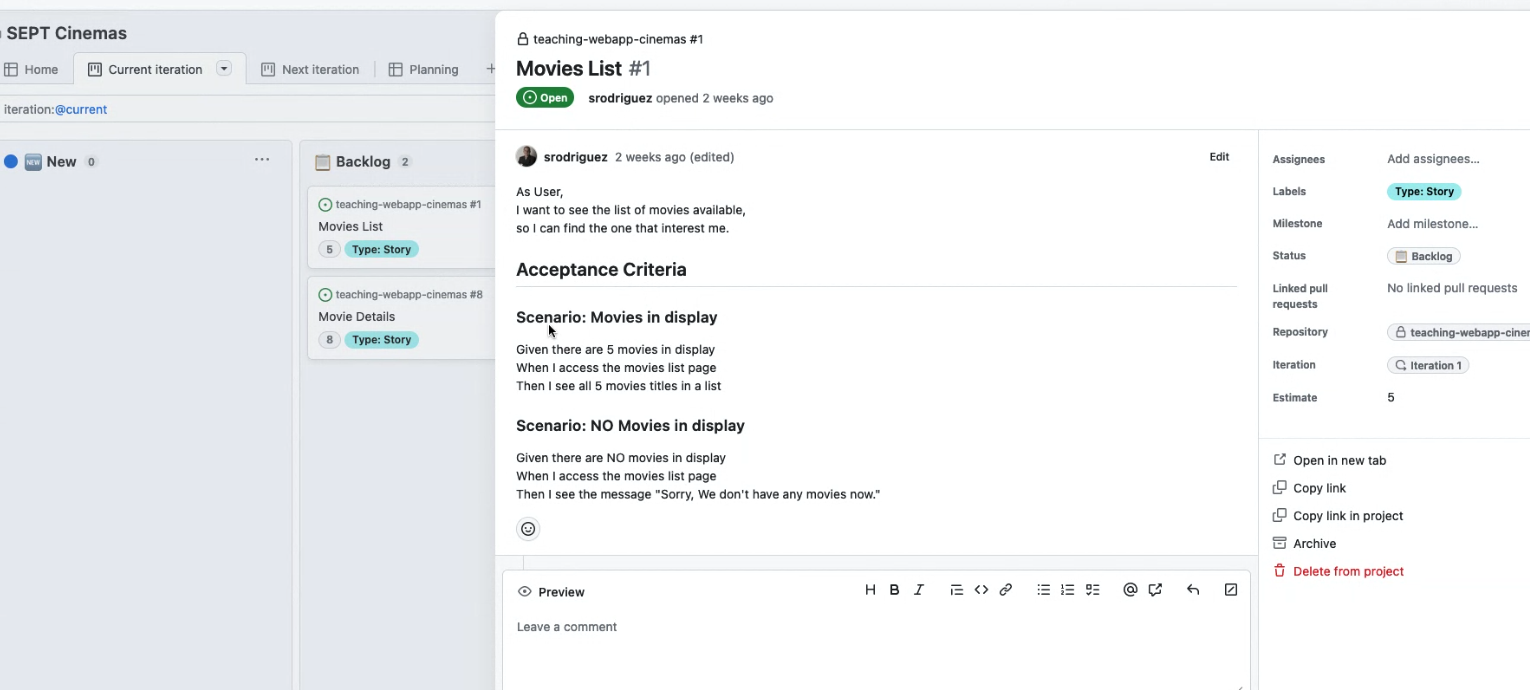 SEPT Cinemas
Home
Current iteration
Next iteration
Planning
iteration:@current
NEW New 0
Backlog 2
teaching-webapp-cinemas #1
Movies List
5 Type: Story
teaching-webapp-cinemas #8
Movie Details
8 Type: Story
teaching-webapp-cinemas #1
Movies List #1
Open srodriguez opened 2 weeks ago
srodriguez 2 weeks ago (edited)
Edit
As User,
I want to see the list of movies available,
so I can find the one that interest me.
Acceptance Criteria
Scenario: Movies in display
Given there are 5 movies in display
When I access the movies list page
Then I see all 5 movies titles in a list
Scenario: NO Movies in display
Given there are NO movies in display
When I access the movies list page
Then I see the message "Sorry, We don't have any movies now."
Preview
Leave a comment
Assignees Add assignees...
Labels Type: Story
Milestone Add milestone...
Status Backlog
Linked pull requests No linked pull requests
Repository teaching-webapp-ciner
Iteration Iteration 1
Estimate 5
Open in new tab
Copy link
Copy link in project
Archive
Delete from project